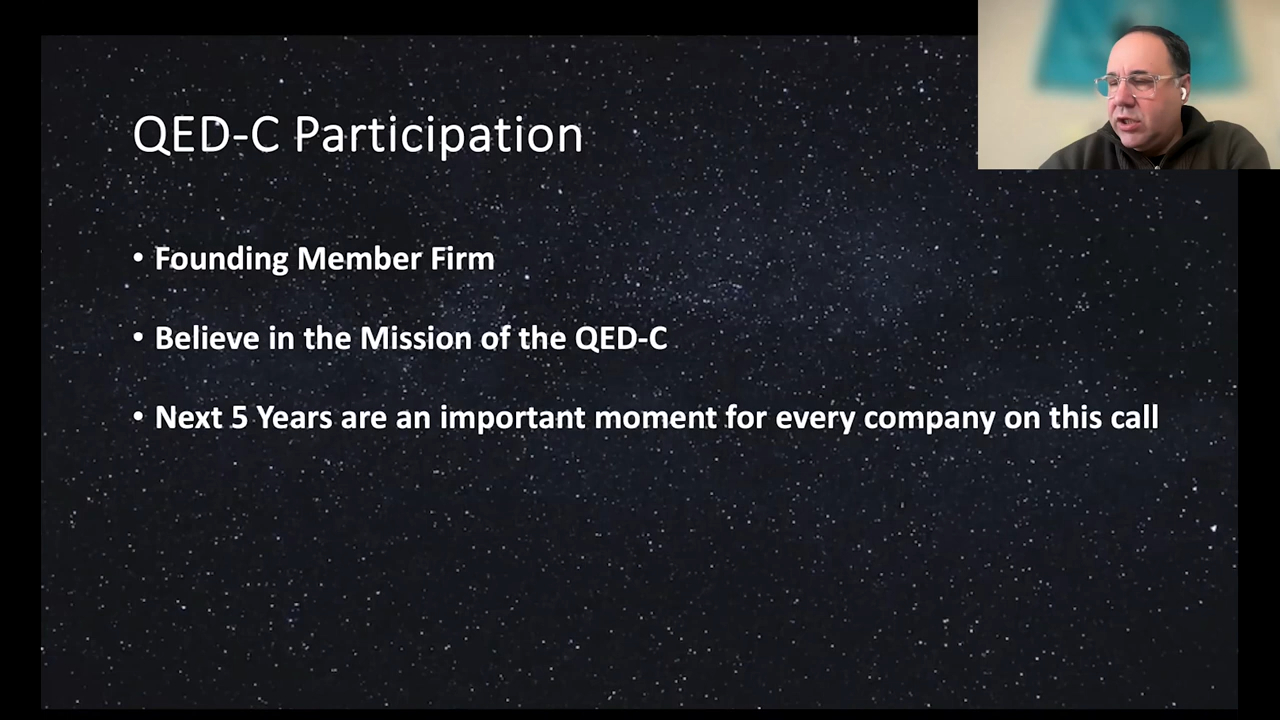 QED-C Participation
• Founding Member Firm
• Believe in the Mission of the QED-C
• Next 5 Years are an important moment for every company on this call